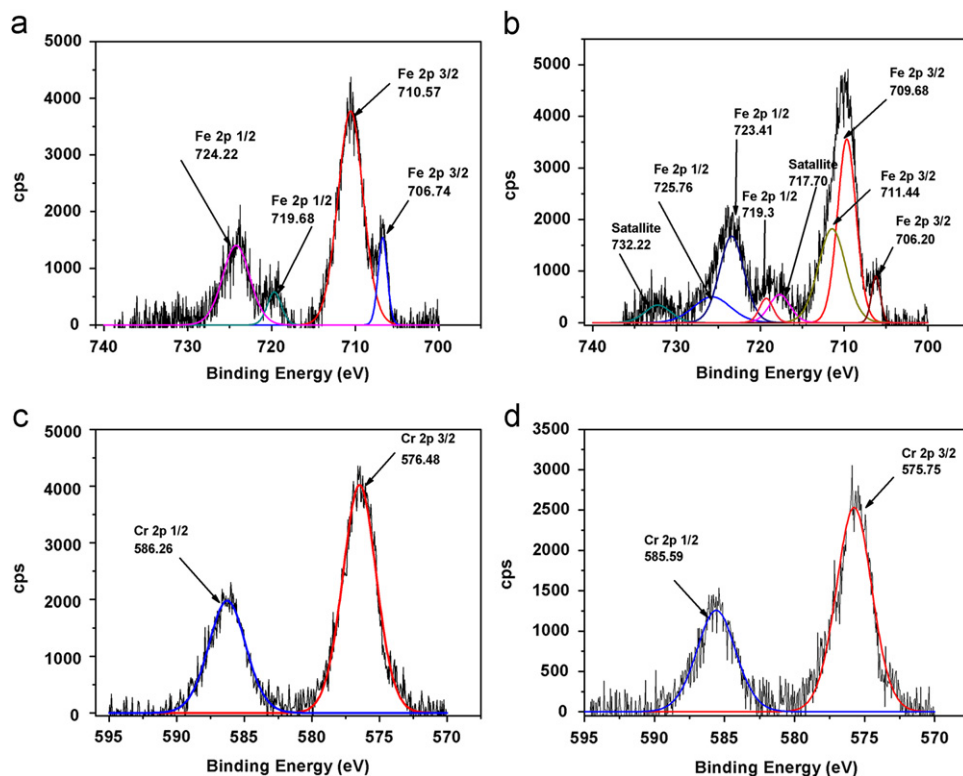 a
5000
4000
3000
2000
1000
0
cps
740
730
720
710
700
Binding Energy (eV)
Fe 2p 3/2
710.57
Fe 2p 1/2
724.22
Fe 2p 1/2
719.68
Fe 2p 3/2
706.74
b
5000
4000
3000
2000
1000
0
cps
740
730
720
710
700
Binding Energy (eV)
Fe 2p 3/2
709.68
Fe 2p 1/2
723.41
Fe 2p 1/2
725.76
Satallite
717.70
Fe 2p 1/2
719.3
Fe 2p 3/2
711.44
Fe 2p 3/2
706.20
Satallite
732.22
c
5000
4000
3000
2000
1000
0
cps
595
590
585
580
575
570
Binding Energy (eV)
Cr 2p 3/2
576.48
Cr 2p 1/2
586.26
d
3500
3000
2500
2000
1500
1000
500
0
cps
595
590
585
580
575
570
Binding Energy (eV)
Cr 2p 3/2
575.75
Cr 2p 1/2
585.59